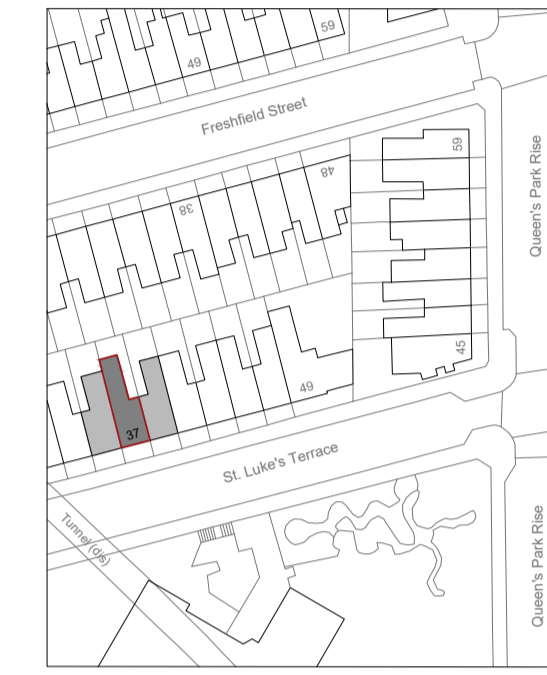 59
49
Freshfield Street
59
Queen's Park Rise
48
38
45
49
37
St. Luke's Terrace
Tunnel (dis)
Queen's Park Rise